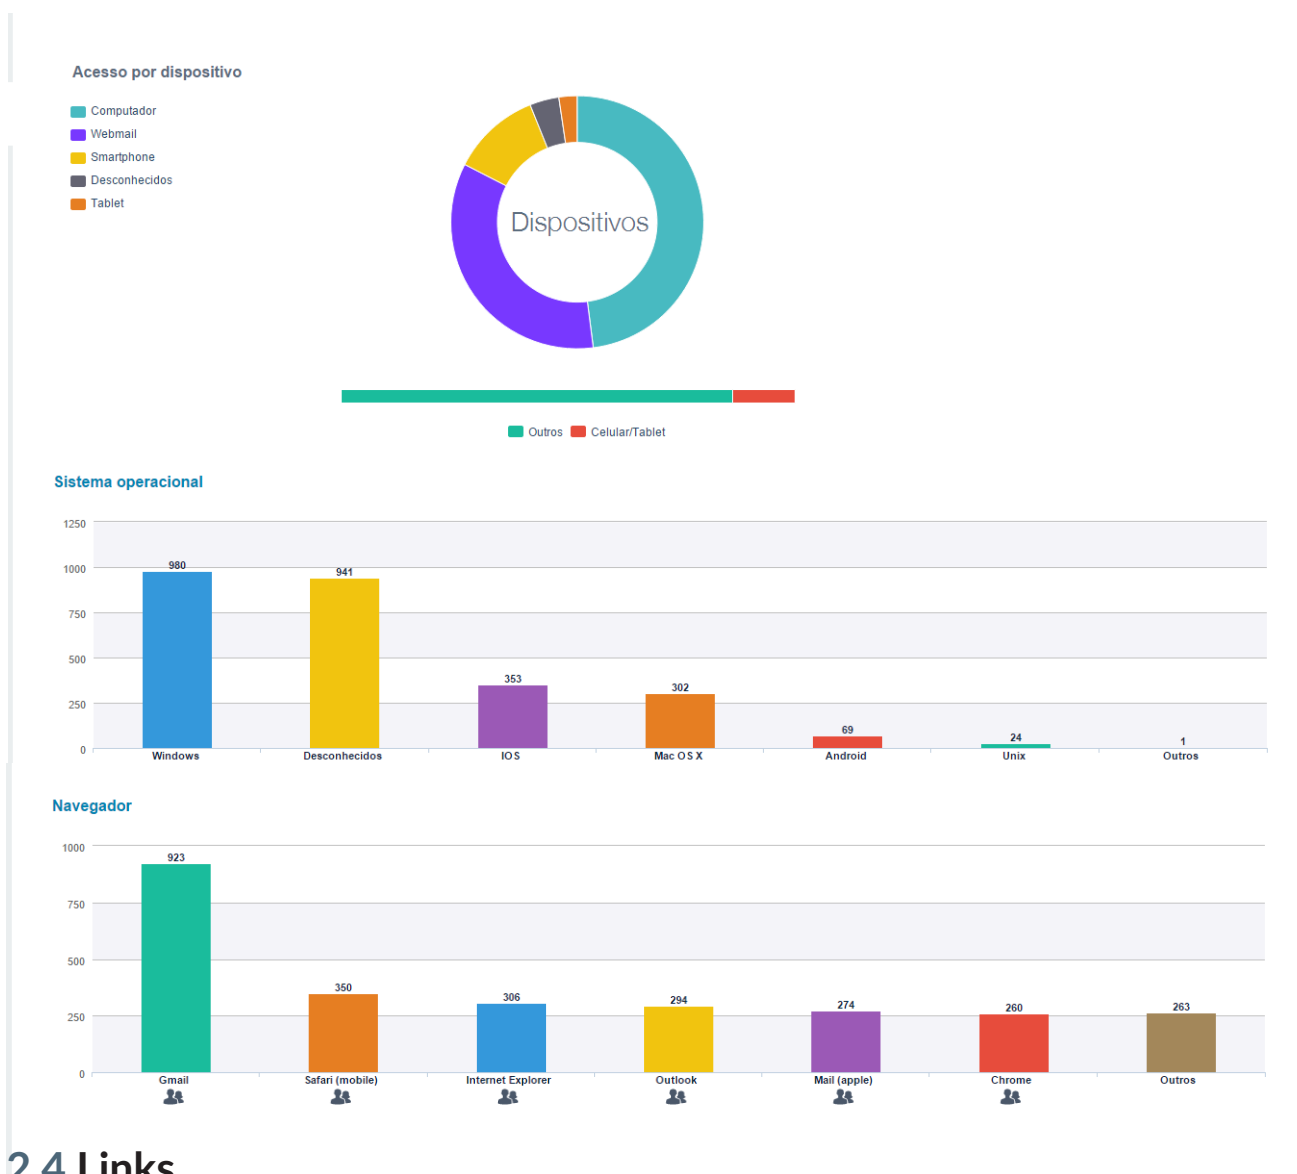 Acesso por dispositivo
Computador
Webmail
Smartphone
Desconhecidos
Tablet
Dispositivos
Outros Celular/Tablet
Sistema operacional
1250
1000
750
500
250
0
980
941
353
302
69
24
1
Windows Desconhecidos IOS Mac OS X Android Unix Outros
Navegador
1000
750
500
250
0
923
350
306
294
274
260
263
Gmail Safari (mobile) Internet Explorer Outlook Mail (apple) Chrome Outros
2.4 Links